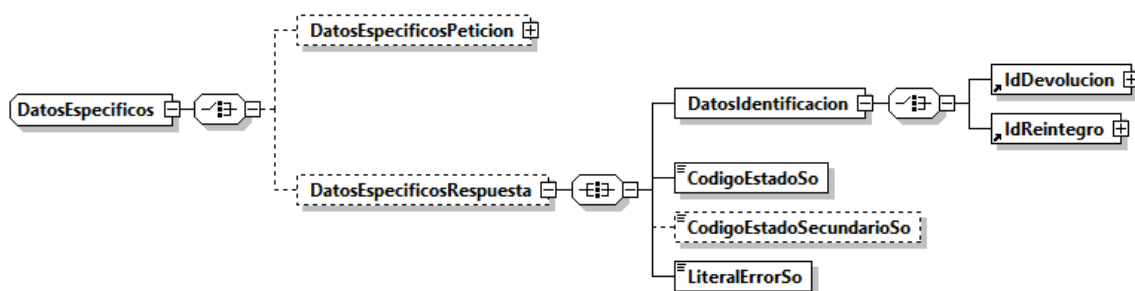 DatosEspecificosPeticion
DatosEspecificos
DatosEspecificosRespuesta
DatosIdentificacion
IdDevolucion
IdReintegro
CodigoEstadoSo
CodigoEstadoSecundarioSo
LiteralErrorSo